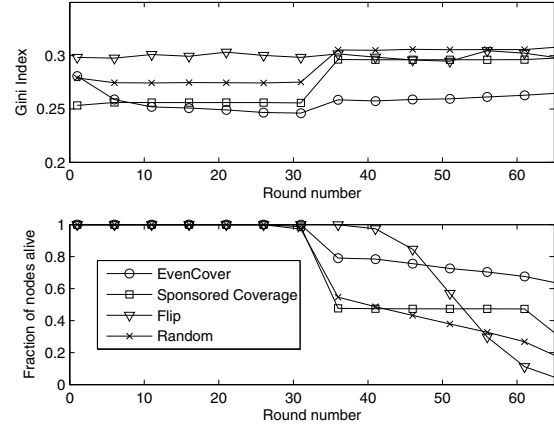 0.3
0.25
0.2
Gini Index
0 10 20 30 40 50 60
Round number
1
0.8
0.6
0.4
0.2
0
Fraction of nodes alive
EvenCover
Sponsored Coverage
Flip
Random
0 10 20 30 40 50 60
Round number